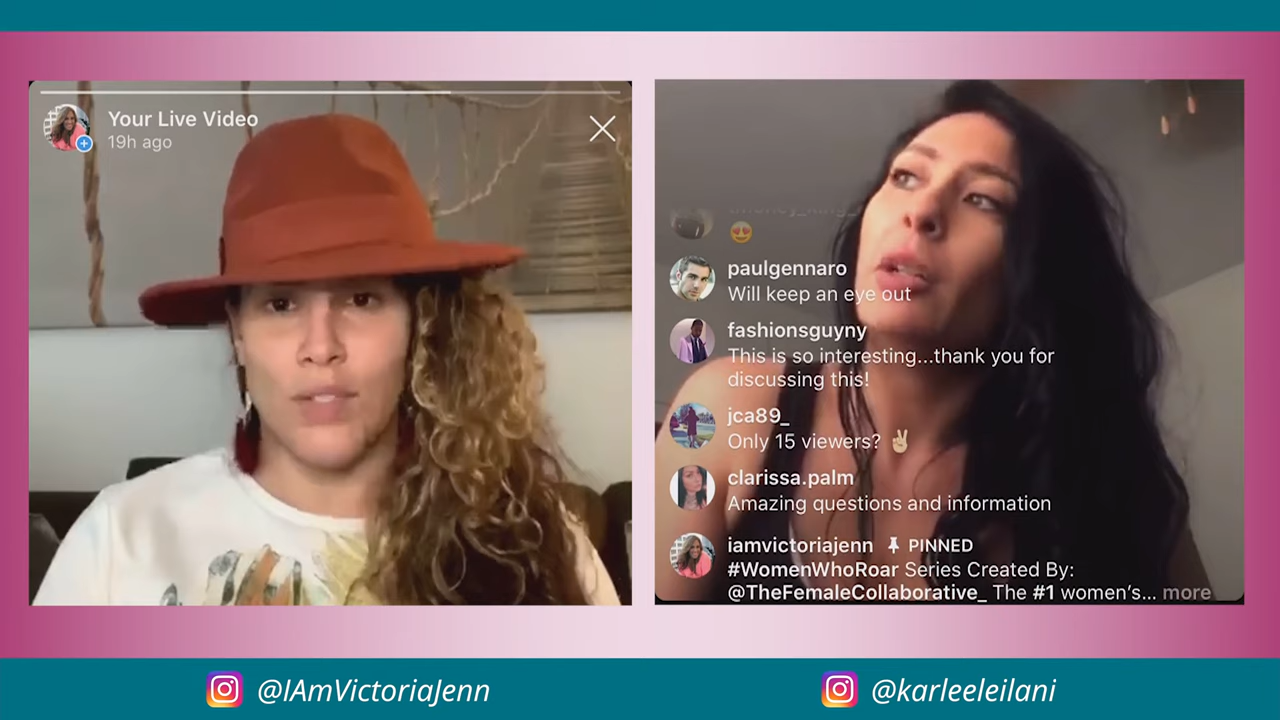 Your Live Video
19h ago
paulgennaro
Will keep an eye out
fashionsguyny
This is so interesting...thank you for
discussing this!
jca89_
Only 15 viewers? ✌🏼
clarissa.palm
Amazing questions and information
iamvictoriajenn PINNED
#WomenWhoRoar Series Created By:
@TheFemaleCollaborative_ The #1 women's... more
@IAmVictoriaJenn
@karleeleilani